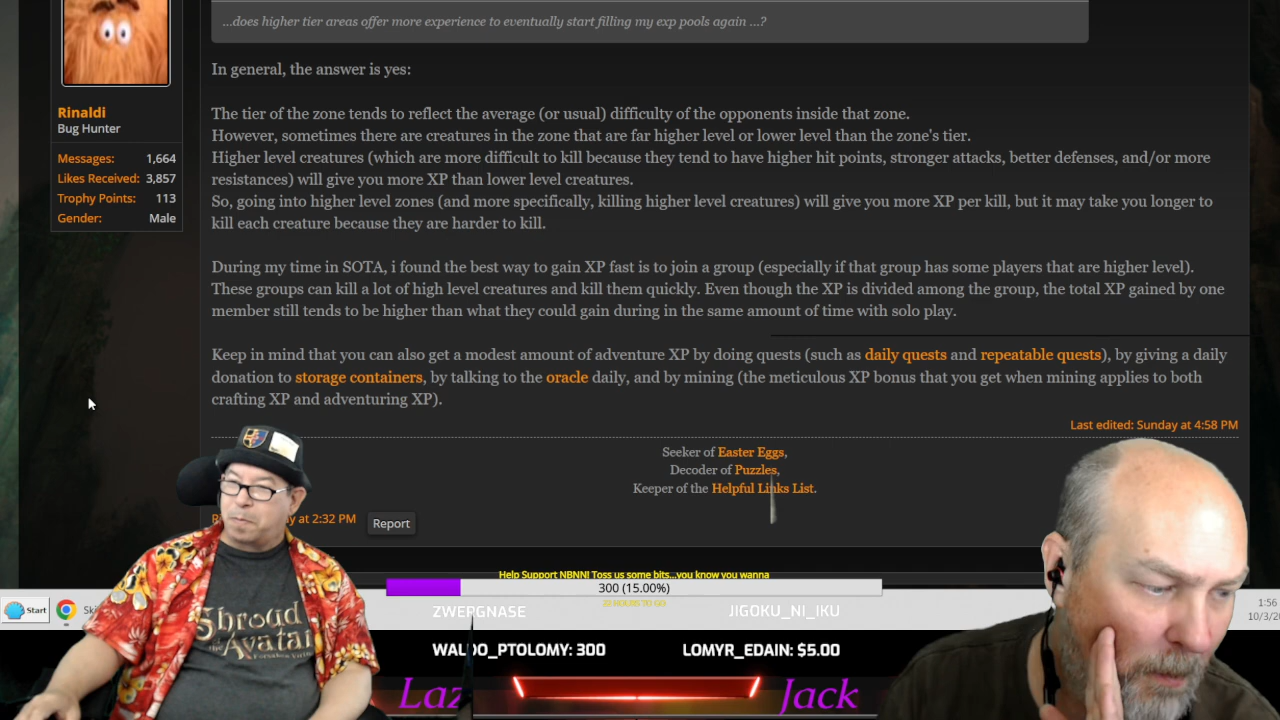 ...does higher tier areas offer more experience to eventually start filling my exp pools again ...?
In general, the answer is yes:
Rinaldi
Bug Hunter
Messages: 1,664
Likes Received: 3,857
Trophy Points: 113
Gender: Male
The tier of the zone tends to reflect the average (or usual) difficulty of the opponents inside that zone.
However, sometimes there are creatures in the zone that are far higher level or lower level than the zone's tier.
Higher level creatures (which are more difficult to kill because they tend to have higher hit points, stronger attacks, better defenses, and/or more
resistances) will give you more XP than lower level creatures.
So, going into higher level zones (and more specifically, killing higher level creatures) will give you more XP per kill, but it may take you longer to
kill each creature because they are harder to kill.
During my time in SOTA, i found the best way to gain XP fast is to join a group (especially if that group has some players that are higher level).
These groups can kill a lot of high level creatures and kill them quickly. Even though the XP is divided among the group, the total XP gained by one
member still tends to be higher than what they could gain during in the same amount of time with solo play.
Keep in mind that you can also get a modest amount of adventure XP by doing quests (such as daily quests and repeatable quests), by giving a daily
donation to storage containers, by talking to the oracle daily, and by mining (the meticulous XP bonus that you get when mining applies to both
crafting XP and adventuring XP).
Last edited: Sunday at 4:58 PM
Seeker of Easter Eggs,
Decoder of Puzzles,
Keeper of the Helpful Links List.
at 2:32 PM
Report
Help Support NBNN! Toss us some bits...you know you wanna
300 (15.00%)
Start
1:56
10/3/2
ZWERGNASE
JIGOKU_NI_IKU
WALDO_PTOLOMY: 300
LOMYR_EDAIN: $5.00
Shroud
of the Avatar
Laz
Jack